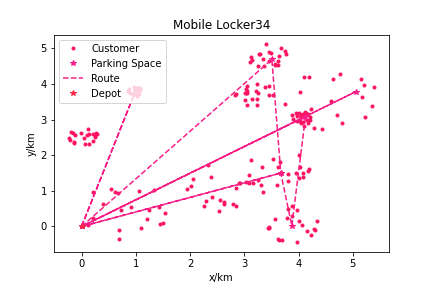 Mobile Locker34
Customer
Parking Space
Route
Depot
y/km
5
4
3
2
1
0
0 1 2 3 4 5
x/km